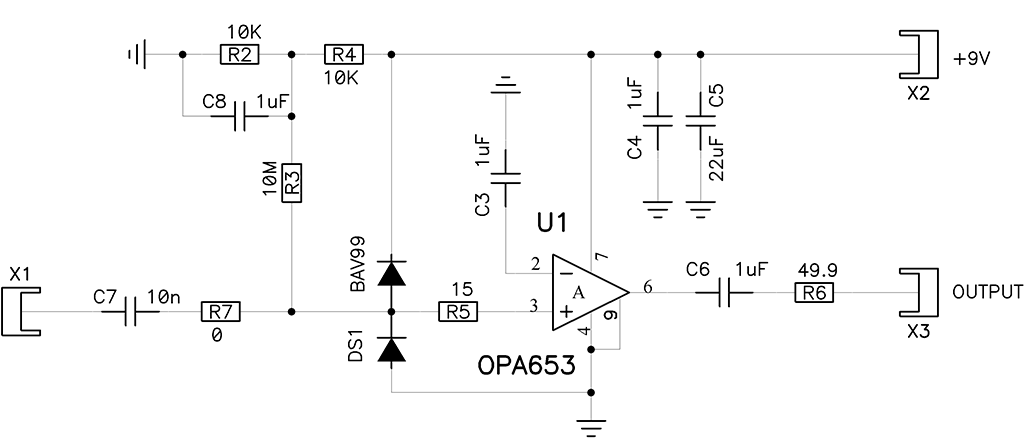 10K
R2
R4
10K
+9V
X2
C8
1uF
1uF
C5
C4
22uF
10M
R3
1uF
C3
U1
BAV99
2
7
A
X1
C7
10n
R7
0
15
R5
3
6
C6
1uF
49.9
R6
OUTPUT
X3
4
9
DS1
OPA653